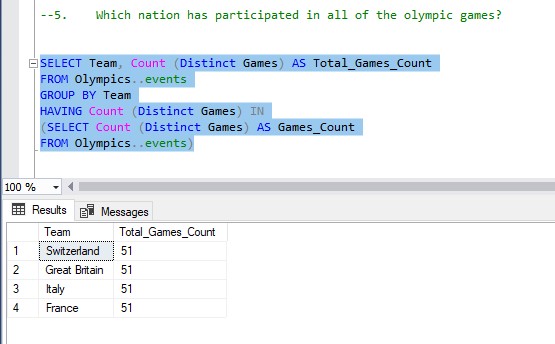 --5. Which nation has participated in all of the olympic games?
SELECT Team, Count (Distinct Games) AS Total_Games_Count
FROM Olympics..events
GROUP BY Team
HAVING Count (Distinct Games) IN
(SELECT Count (Distinct Games) AS Games_Count
FROM Olympics..events)
100 %
Results Messages
Team Total_Games_Count
1 Switzerland 51
2 Great Britain 51
3 Italy 51
4 France 51